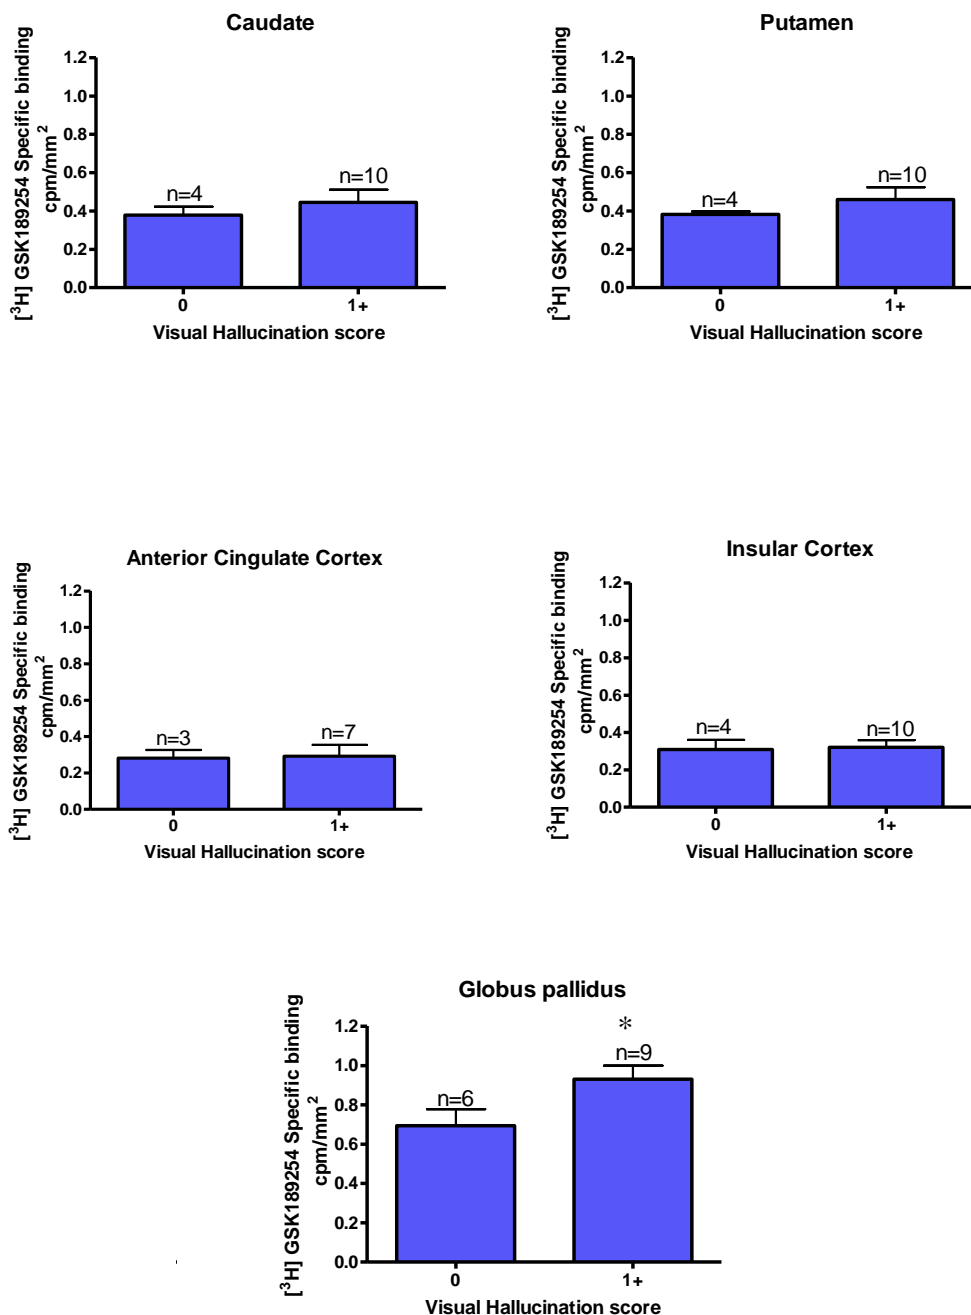 Caudate
[³H] GSK189254 Specific binding
cpm/mm²
1.2
1.0
0.8
0.6
0.4
0.2
0.0
n=4
n=10
0
1+
Visual Hallucination score
Putamen
[³H] GSK189254 Specific binding
cpm/mm²
1.2
1.0
0.8
0.6
0.4
0.2
0.0
n=4
n=10
0
1+
Visual Hallucination score
Anterior Cingulate Cortex
[³H] GSK189254 Specific binding
cpm/mm²
1.2
1.0
0.8
0.6
0.4
0.2
0.0
n=3
n=7
0
1+
Visual Hallucination score
Insular Cortex
[³H] GSK189254 Specific binding
cpm/mm²
1.2
1.0
0.8
0.6
0.4
0.2
0.0
n=4
n=10
0
1+
Visual Hallucination score
Globus pallidus
[³H] GSK189254 Specific binding
cpm/mm²
1.2
1.0
0.8
0.6
0.4
0.2
0.0
n=6
*
n=9
0
1+
Visual Hallucination score